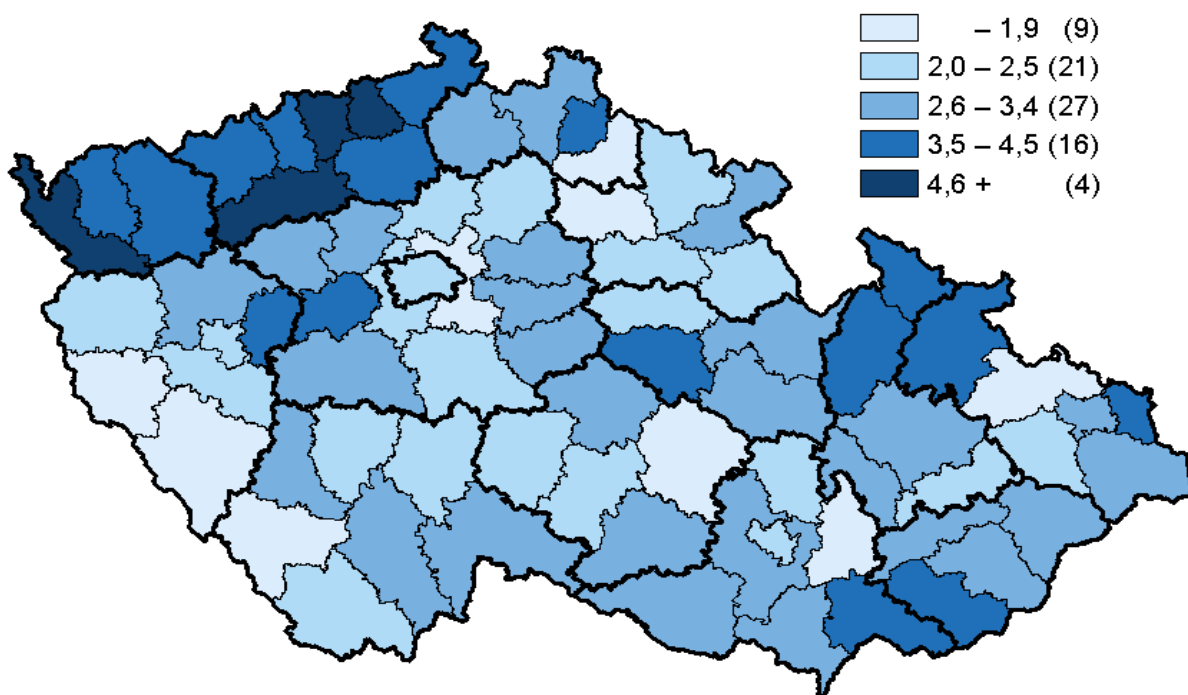 – 1,9 (9)
2,0 – 2,5 (21)
2,6 – 3,4 (27)
3,5 – 4,5 (16)
4,6 + (4)